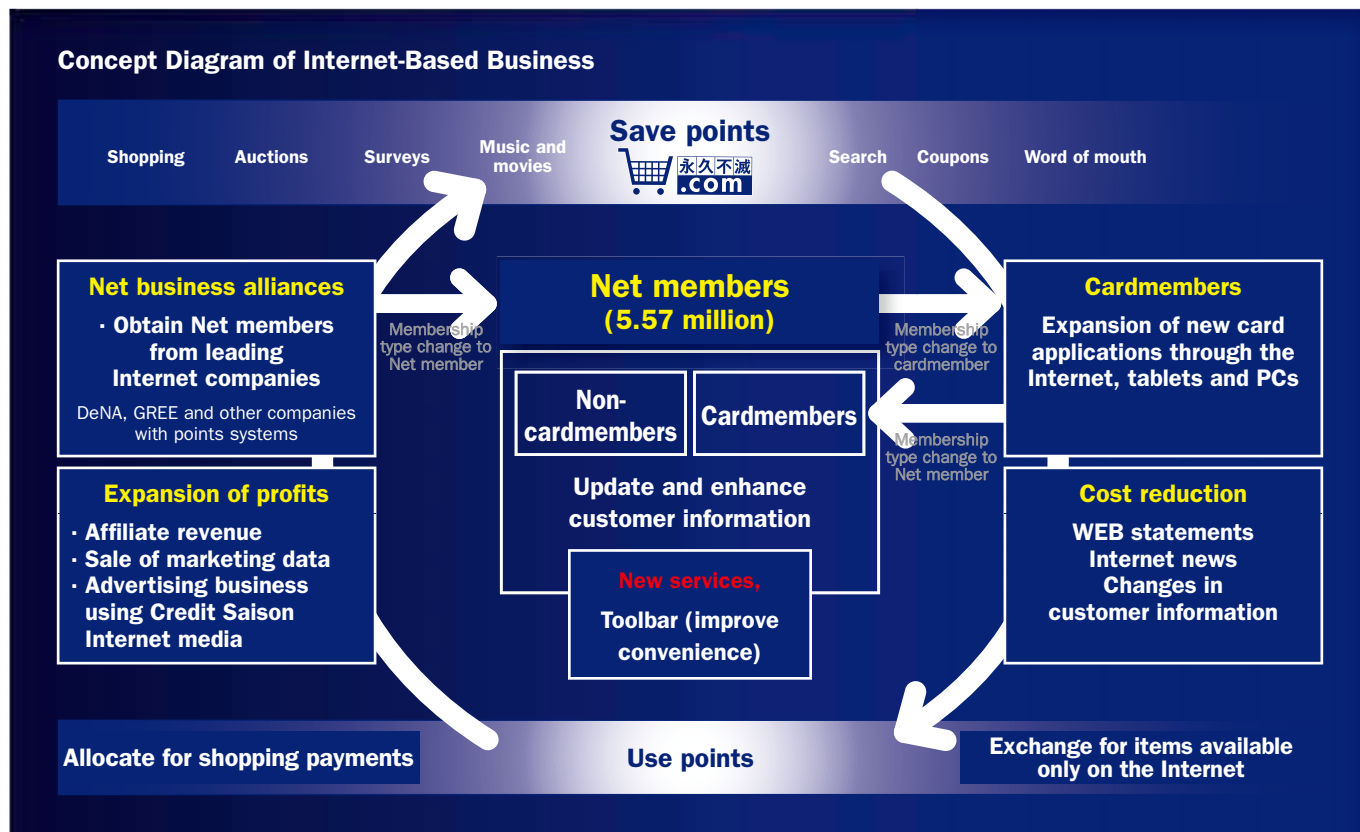 Concept Diagram of Internet-Based Business
Save points
Shopping
Auctions
Surveys
Music and
movies
永久不滅
.com
Search
Coupons
Word of mouth
Net business alliances
· Obtain Net members
from leading
Internet companies
DeNA, GREE and other companies
with points systems
Membership
type change to
Net member
Net members
(5.57 million)
Membership
type change to
cardmember
Cardmembers
Expansion of new card
applications through the
Internet, tablets and PCs
Non-
cardmembers
Cardmembers
Membership
type change to
Net member
Update and enhance
customer information
Expansion of profits
· Affiliate revenue
· Sale of marketing data
· Advertising business
using Credit Saison
Internet media
New services,
Toolbar (improve
convenience)
Cost reduction
WEB statements
Internet news
Changes in
customer information
Allocate for shopping payments
Use points
Exchange for items available
only on the Internet